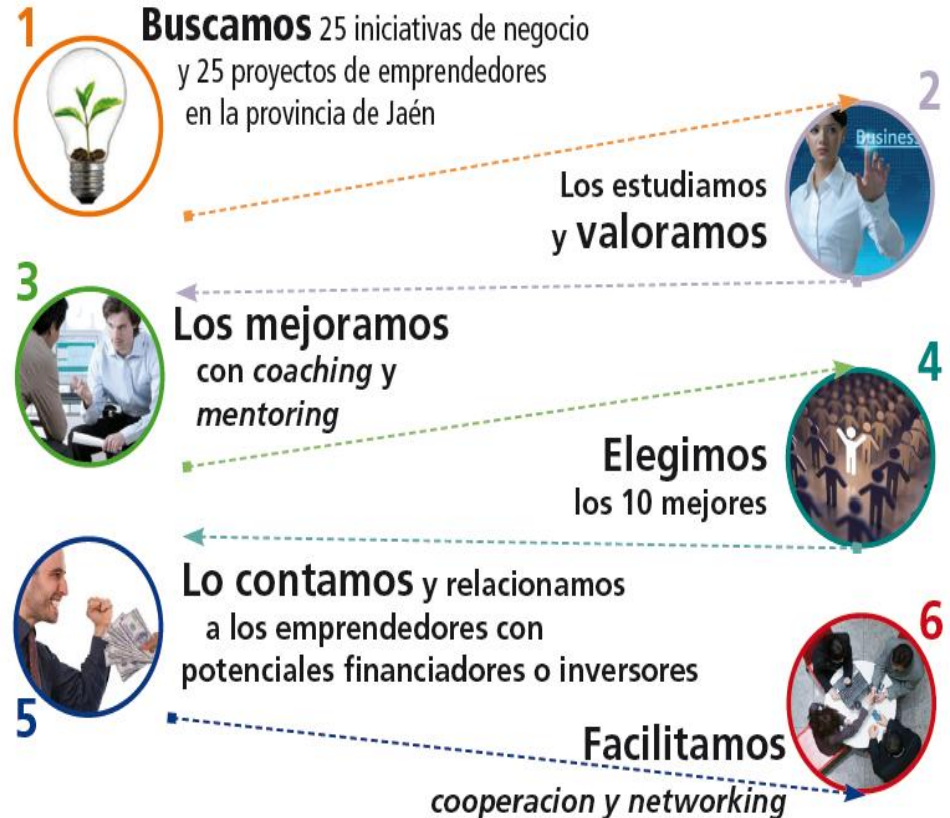 1
Buscamos 25 iniciativas de negocio
y 25 proyectos de emprendedores
en la provincia de Jaén
2
Busines
Los estudiamos
y valoramos
3
Los mejoramos
con coaching y
mentoring
4
Elegimos
los 10 mejores
5
Lo contamos y relacionamos
a los emprendedores con
potenciales financiadores o inversores
6
Facilitamos
cooperacion y networking